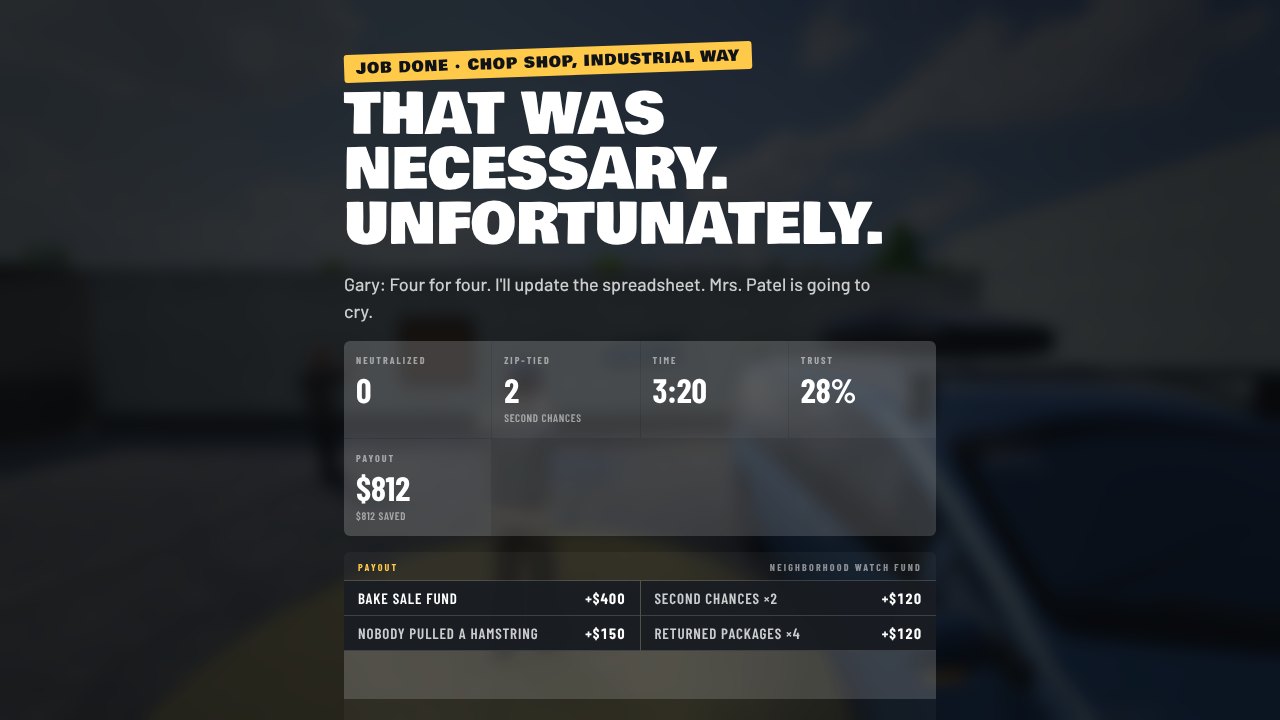 JOB DONE · CHOP SHOP, INDUSTRIAL WAY
THAT WAS
NECESSARY.
UNFORTUNATELY.
Gary: Four for four. I'll update the spreadsheet. Mrs. Patel is going to
cry.
NEUTRALIZED
0
ZIP-TIED
2
SECOND CHANCES
TIME
3:20
TRUST
28%
PAYOUT
$812
$812 SAVED
PAYOUT
NEIGHBORHOOD WATCH FUND
BAKE SALE FUND +$400
SECOND CHANCES ×2 +$120
NOBODY PULLED A HAMSTRING +$150
RETURNED PACKAGES ×4 +$120